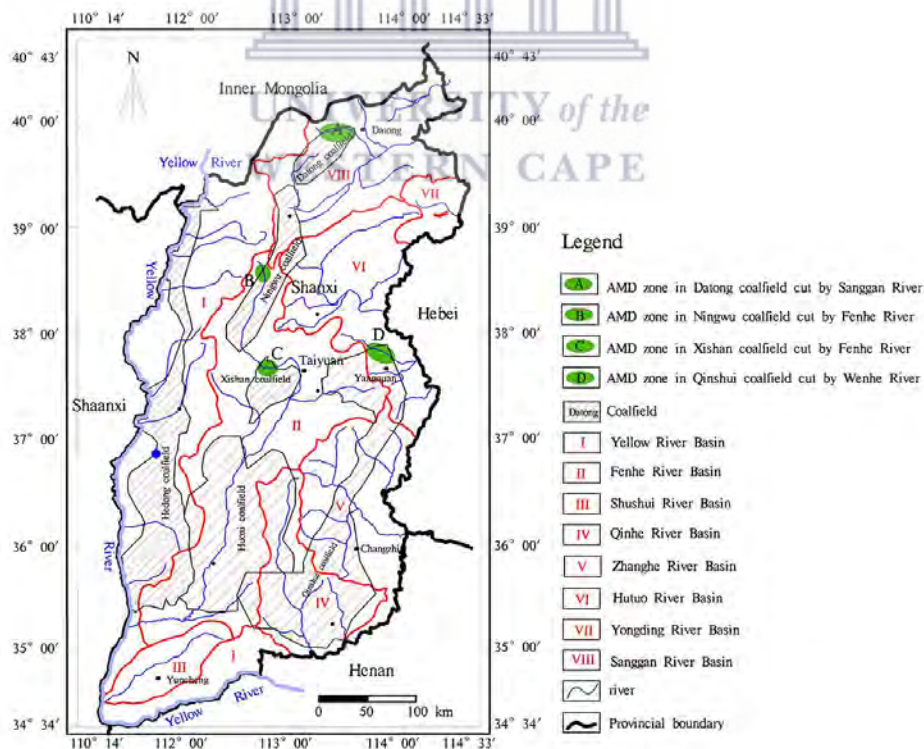 110° 14′ 112° 00′ 113° 00′ 114° 00′ 114° 33′
40° 43′ 40° 43′
N
Inner Mongolia
UNIVERSITY of the
40° 00′ 40° 00′
A
Datong
Yellow River
WESTERN CAPE
Datong coalfield
VIII
VII
39° 00′ 39° 00′
Legend
Yellow
VI
B
Ningwu coalfield
Shanxi
I
Hebei
A AMD zone in Datong coalfield cut by Sanggan River
B AMD zone in Ningwu coalfield cut by Fenhe River
38° 00′ 38° 00′
D
C AMD zone in Xishan coalfield cut by Fenhe River
C
Taiyuan
Xishan coalfield
Yangquan
D AMD zone in Qinshui coalfield cut by Wenhe River
Shaanxi
Datong Coalfield
II
37° 00′ 37° 00′
I Yellow River Basin
Hedong coalfield
Huoxi coalfield
II Fenhe River Basin
V
III Shushui River Basin
River
36° 00′ 36° 00′
Changzhi
Qinshui coalfield
IV Qinhe River Basin
V Zhanghe River Basin
IV
VI Hutuo River Basin
35° 00′ 35° 00′
VII Yongding River Basin
III
I
Henan
Yuncheng
VIII Sanggan River Basin
Yellow River
river
0 50 100 km
34° 34′ 34° 34′
Provincial boundary
110° 14′ 112° 00′ 113° 00′ 114° 00′ 114° 33′